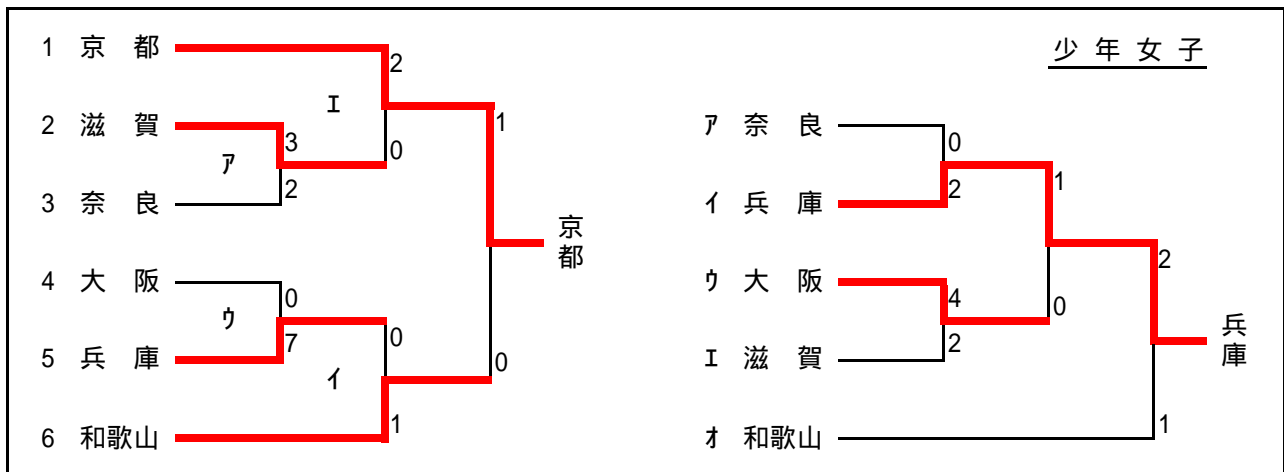 少年女子
1 京都
2 滋賀
3 奈良
4 大阪
5 兵庫
6 和歌山
ア
イ
ウ
エ
2
0
3
2
0
7
0
1
1
0
京都
ア 奈良
イ 兵庫
ウ 大阪
エ 滋賀
オ 和歌山
0
2
4
2
1
0
2
1
兵庫